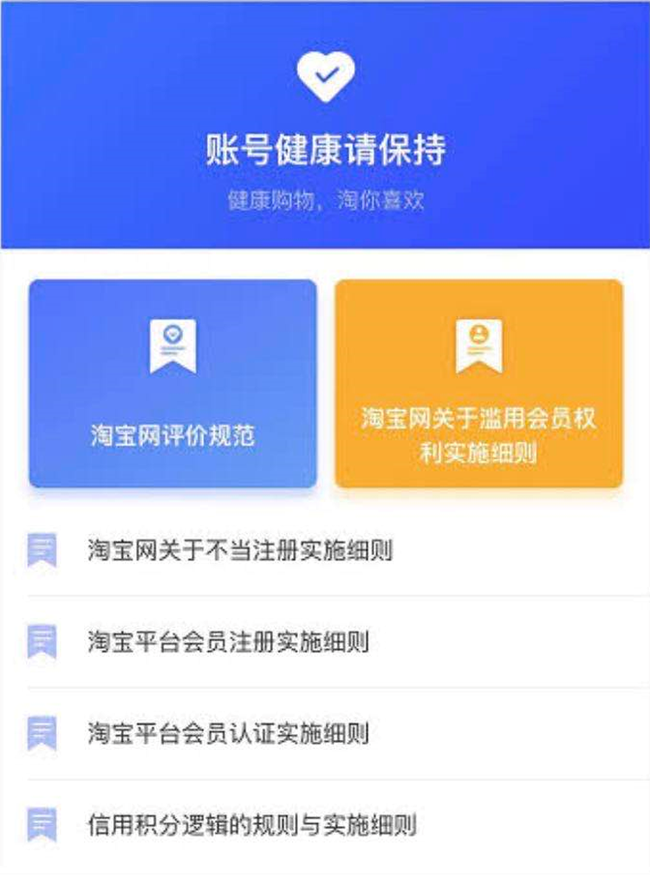 账号健康请保持
健康购物，淘你喜欢
淘宝网评价规范
淘宝网关于滥用会员权
利实施细则
淘宝网关于不当注册实施细则
淘宝平台会员注册实施细则
淘宝平台会员认证实施细则
信用积分逻辑的规则与实施细则